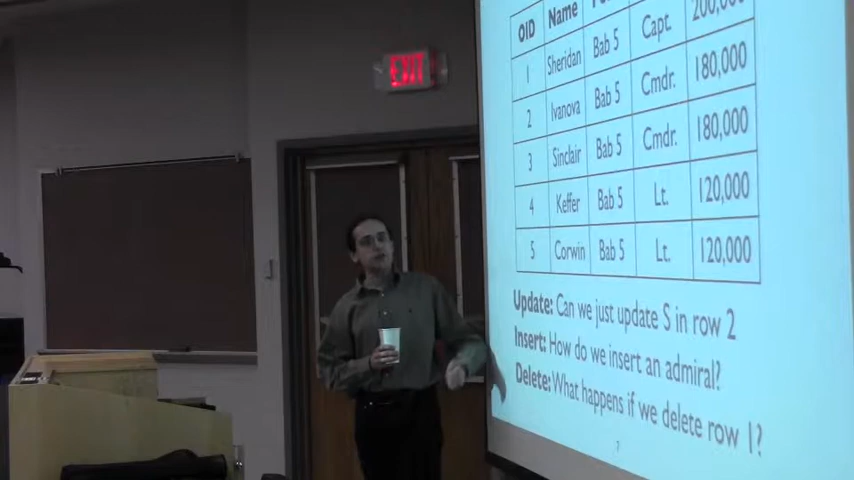 EXIT
OID Name
1 Sheridan Bab 5 Capt. 200,000
2 Ivanova Bab 5 Cmdr. 180,000
3 Sinclair Bab 5 Cmdr. 180,000
4 Keffer Bab 5 Lt. 120,000
5 Corwin Bab 5 Lt. 120,000
Update: Can we just update S in row 2
Insert: How do we insert an admiral?
Delete: What happens if we delete row 1?
7